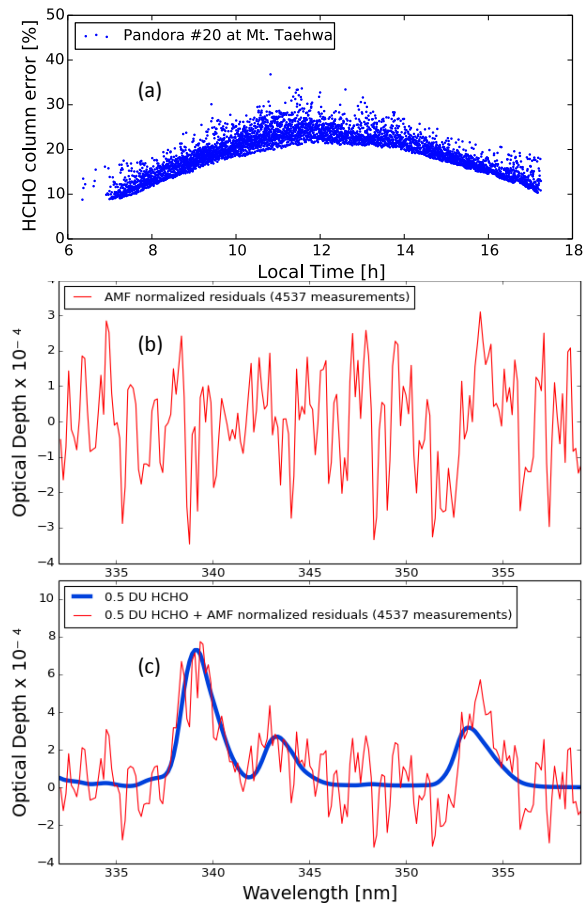 50
40
30
20
10
0
HCHO column error [%]
Pandora #20 at Mt. Taehwa
(a)
6 8 10 12 14 16 18
Local Time [h]
4
3
2
1
0
−1
−2
−3
−4
Optical Depth x 10⁻⁴
AMF normalized residuals (4537 measurements)
(b)
335 340 345 350 355
10
8
6
4
2
0
−2
−4
Optical Depth x 10⁻⁴
0.5 DU HCHO
0.5 DU HCHO + AMF normalized residuals (4537 measurements)
(c)
335 340 345 350 355
Wavelength [nm]